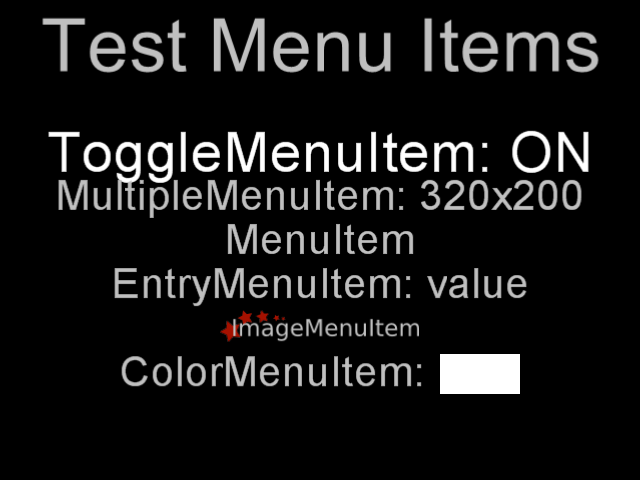 Test Menu Items
ToggleMenuItem: ON
MultipleMenuItem: 320x200
MenuItem
EntryMenuItem: value
ImageMenuItem
ColorMenuItem: